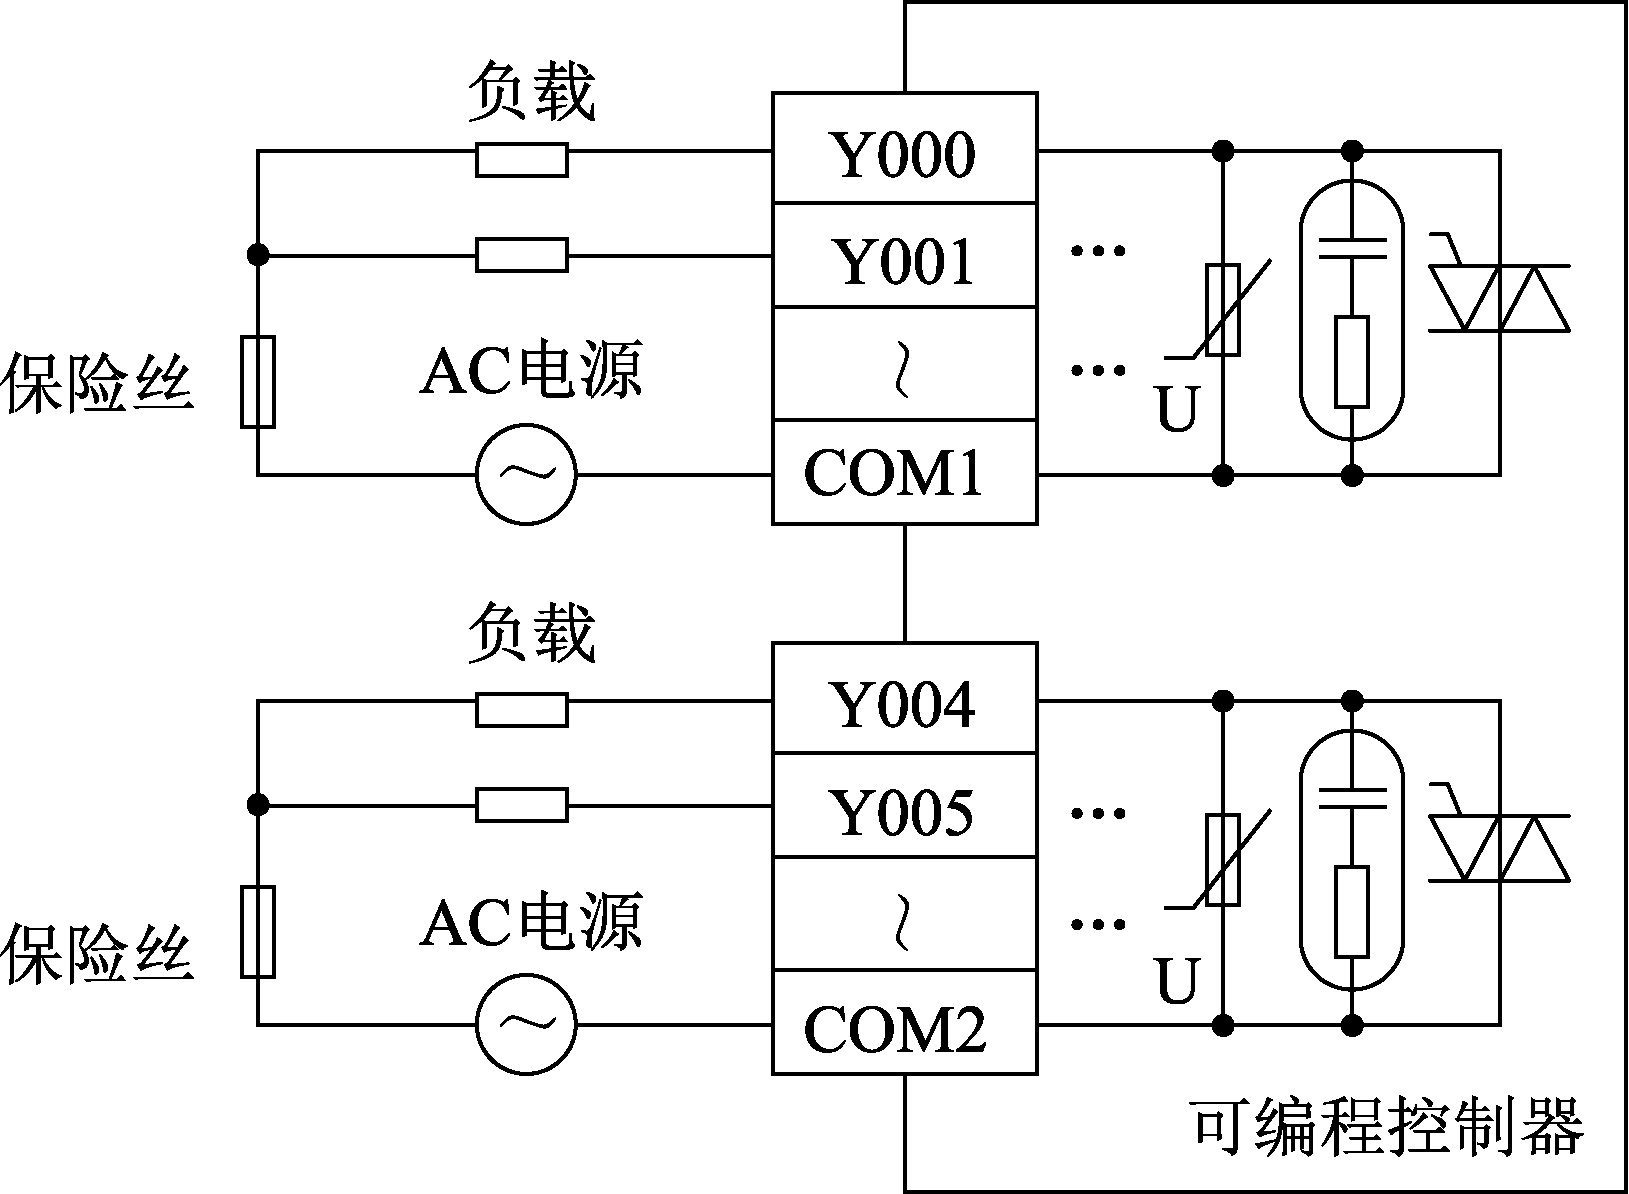 负载
Y000
Y001
…
保险丝
AC电源
～
…
U
～
COM1
负载
Y004
Y005
…
保险丝
AC电源
～
…
U
～
COM2
可编程控制器